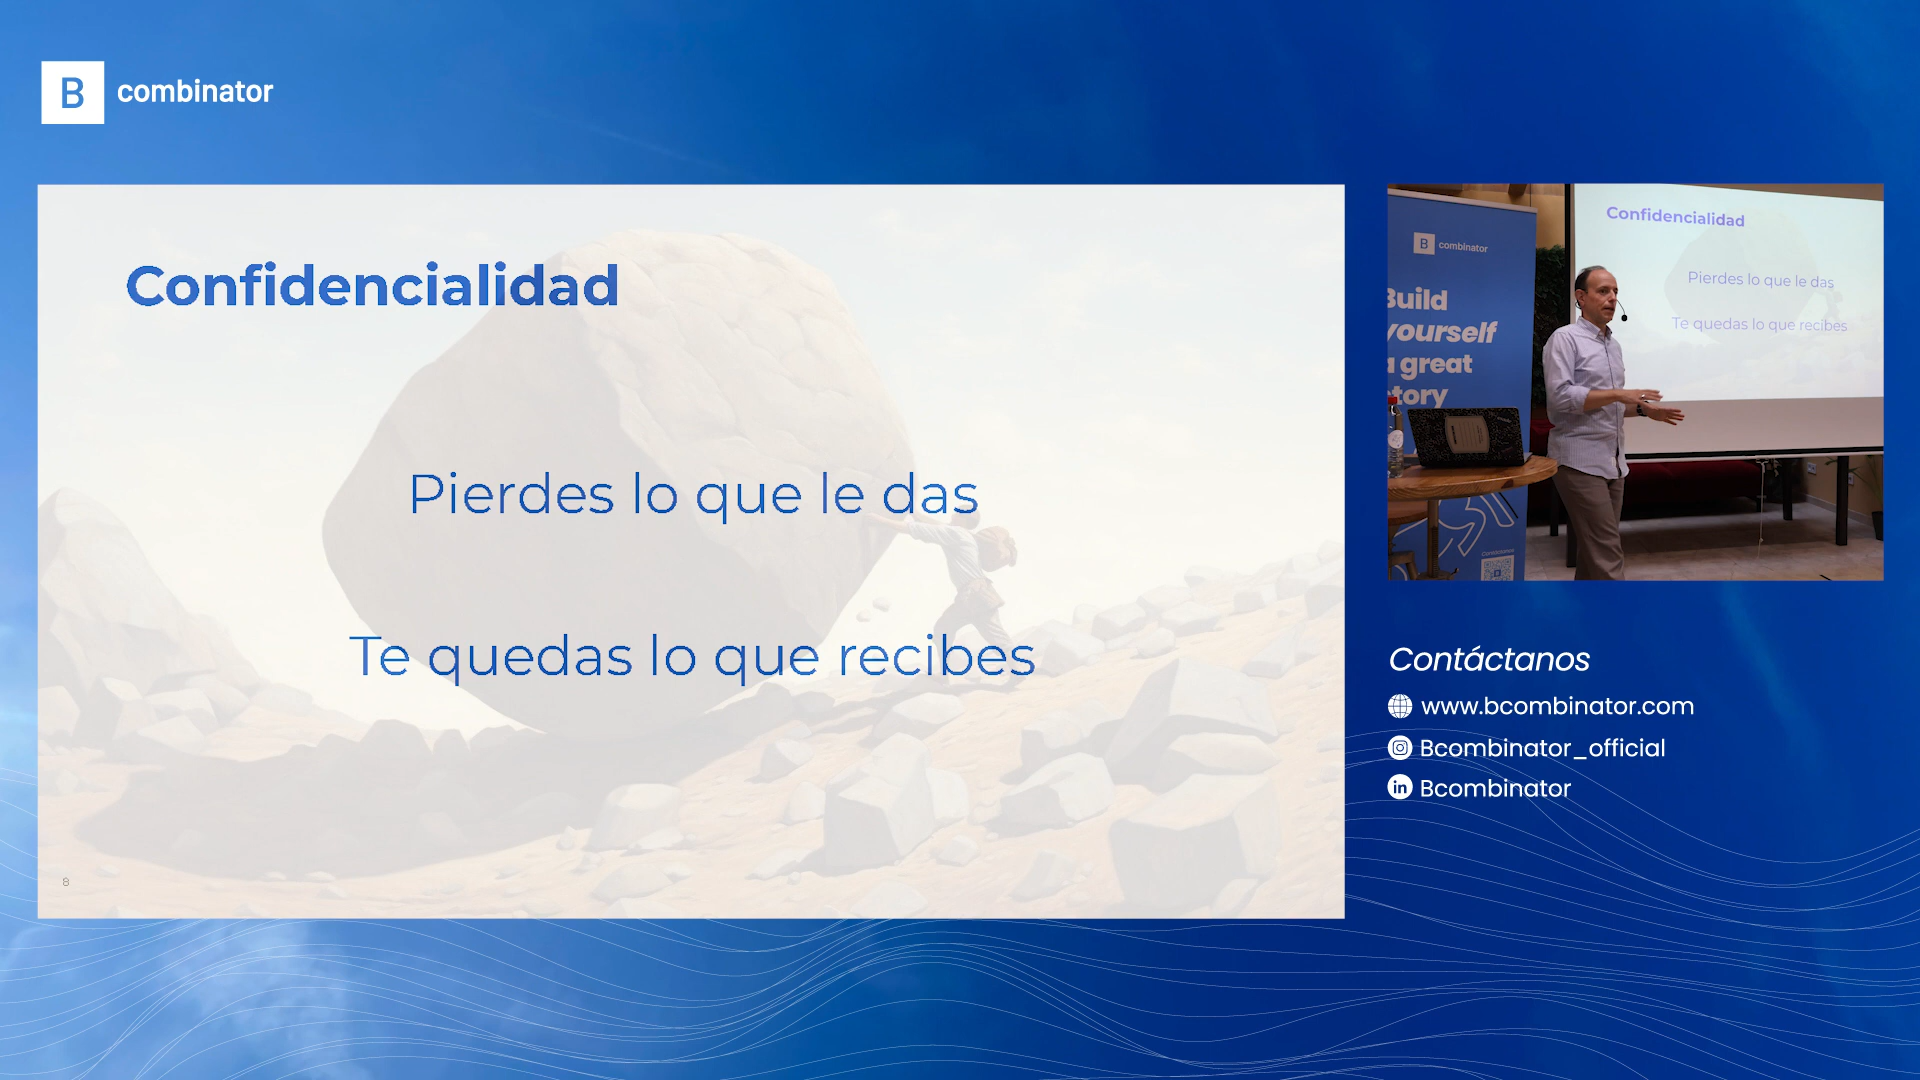 B combinator
Confidencialidad
Pierdes lo que le das
Te quedas lo que recibes
8
B combinator
Build
yourself
a great
story
Confidencialidad
Pierdes lo que le das
Te quedas lo que recibes
Contáctanos
www.bcombinator.com
Bcombinator_official
Bcombinator